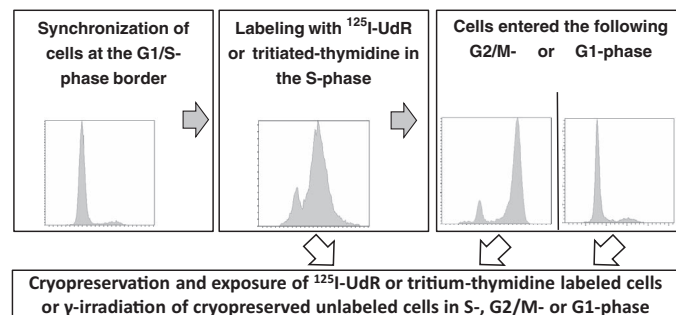 Synchronization of
cells at the G1/S-
phase border
Labeling with ¹²⁵I-UdR
or tritiated-thymidine in
the S-phase
Cells entered the following
G2/M- or G1-phase
Cryopreservation and exposure of ¹²⁵I-UdR or tritium-thymidine labeled cells
or γ-irradiation of cryopreserved unlabeled cells in S-, G2/M- or G1-phase